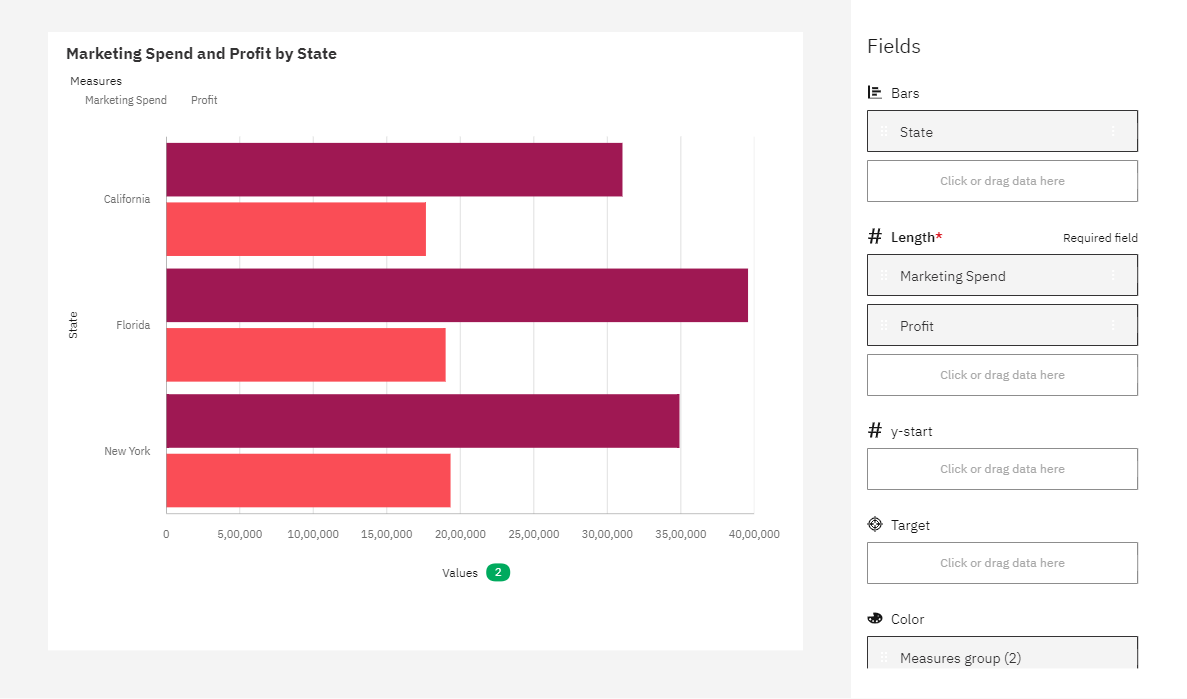 Marketing Spend and Profit by State
Measures
Marketing Spend Profit
California
Florida
New York
State
0 5,00,000 10,00,000 15,00,000 20,00,000 25,00,000 30,00,000 35,00,000 40,00,000
Values 2
Fields
Bars
State
Click or drag data here
Length* Required field
Marketing Spend
Profit
Click or drag data here
y-start
Click or drag data here
Target
Click or drag data here
Color
Measures group (2)